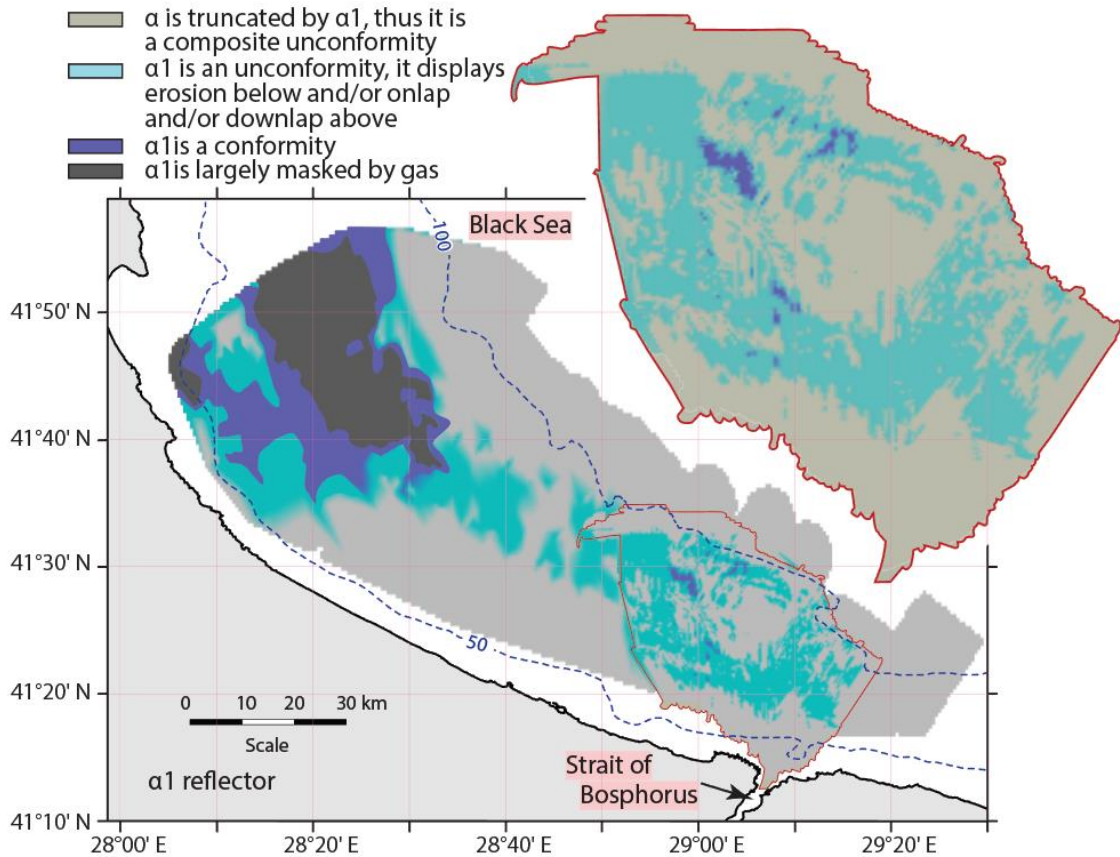 α is truncated by α1, thus it is
a composite unconformity
α1 is an unconformity, it displays
erosion below and/or onlap
and/or downlap above
α1is a conformity
α1is largely masked by gas
Black Sea
100
41°50' N
41°40' N
41°30' N
50
41°20' N
0 10 20 30 km
Scale
Strait of
Bosphorus
α1 reflector
41°10' N
28°00' E 28°20' E 28°40' E 29°00' E 29°20' E